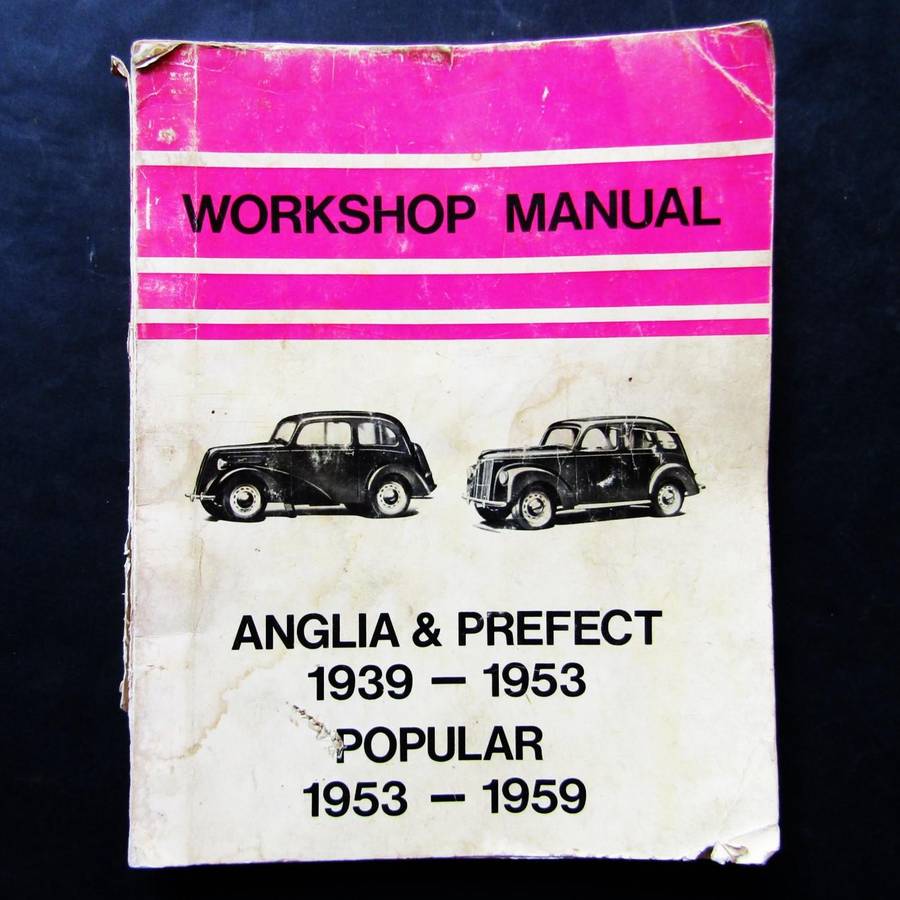 WORKSHOP MANUAL
ANGLIA & PREFECT
1939 — 1953
POPULAR
1953 — 1959